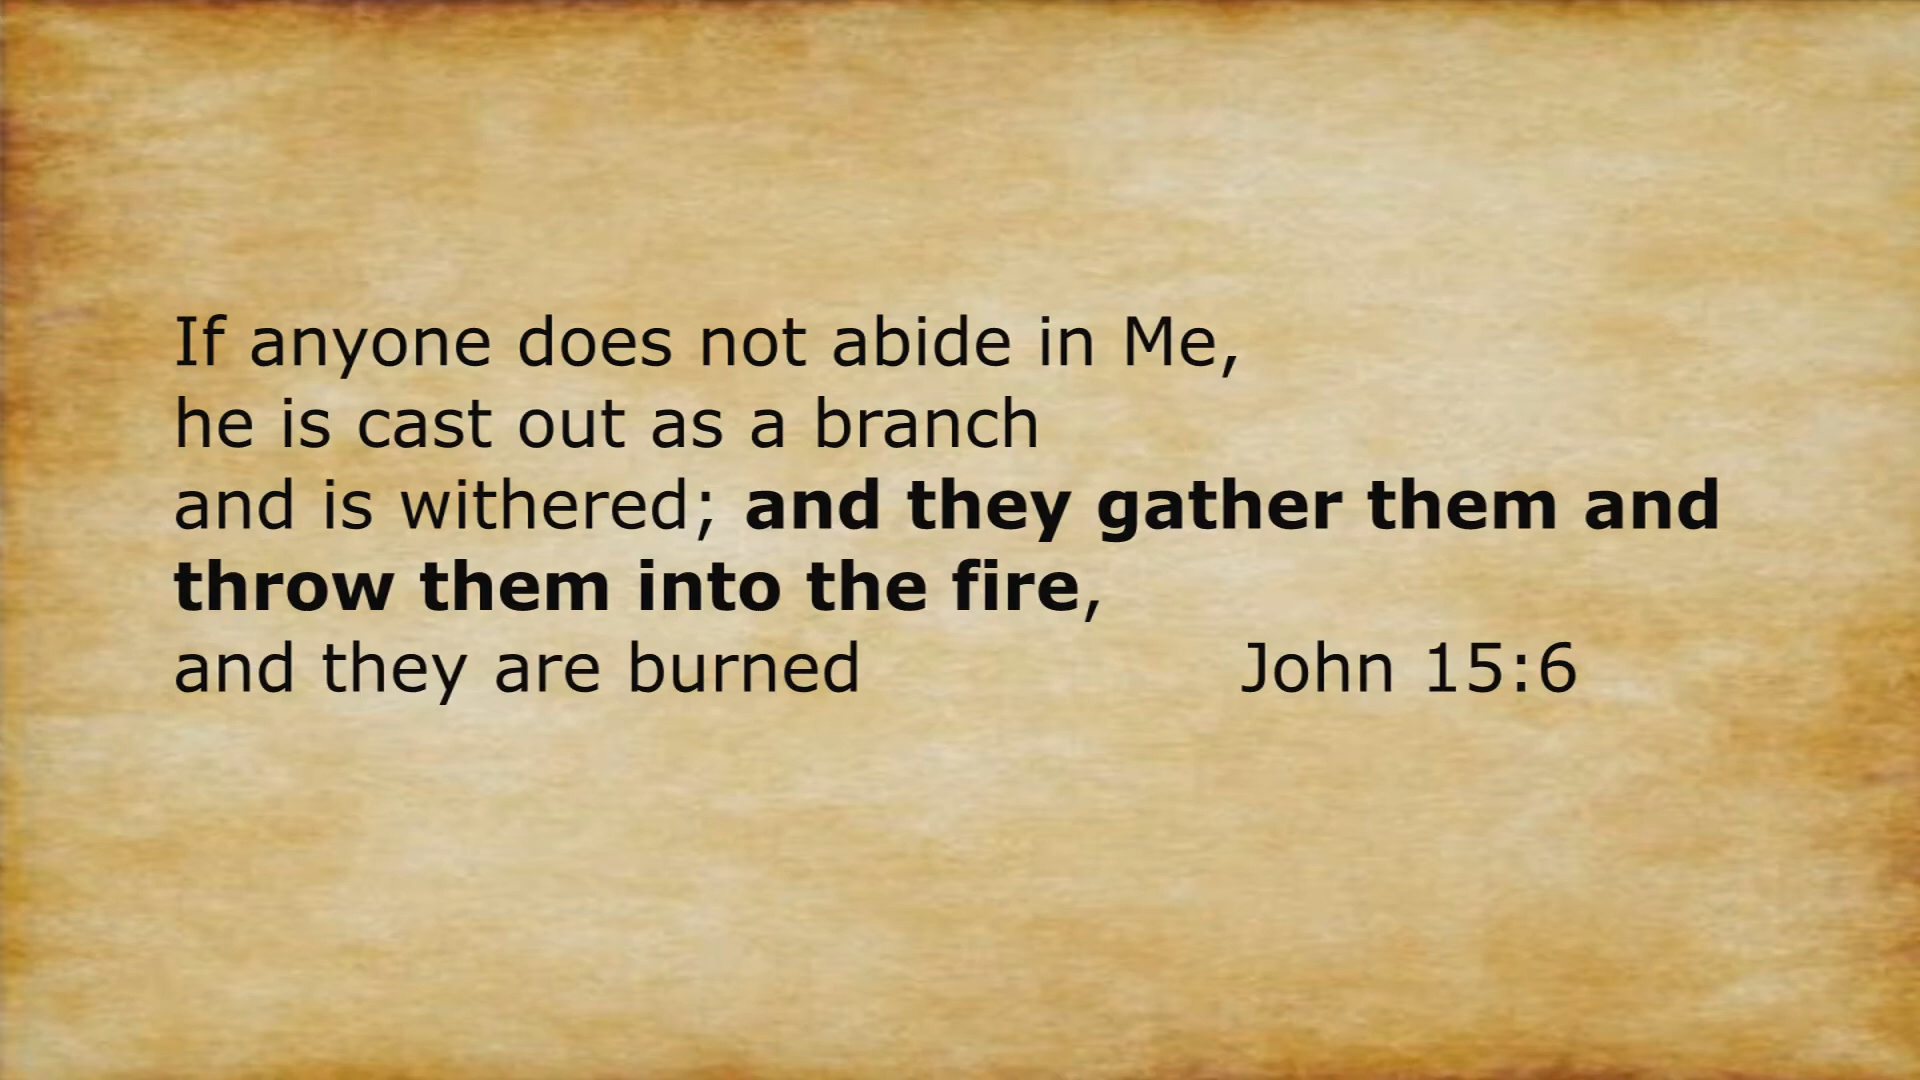 If anyone does not abide in Me,
he is cast out as a branch
and is withered; and they gather them and
throw them into the fire,
and they are burned John 15:6